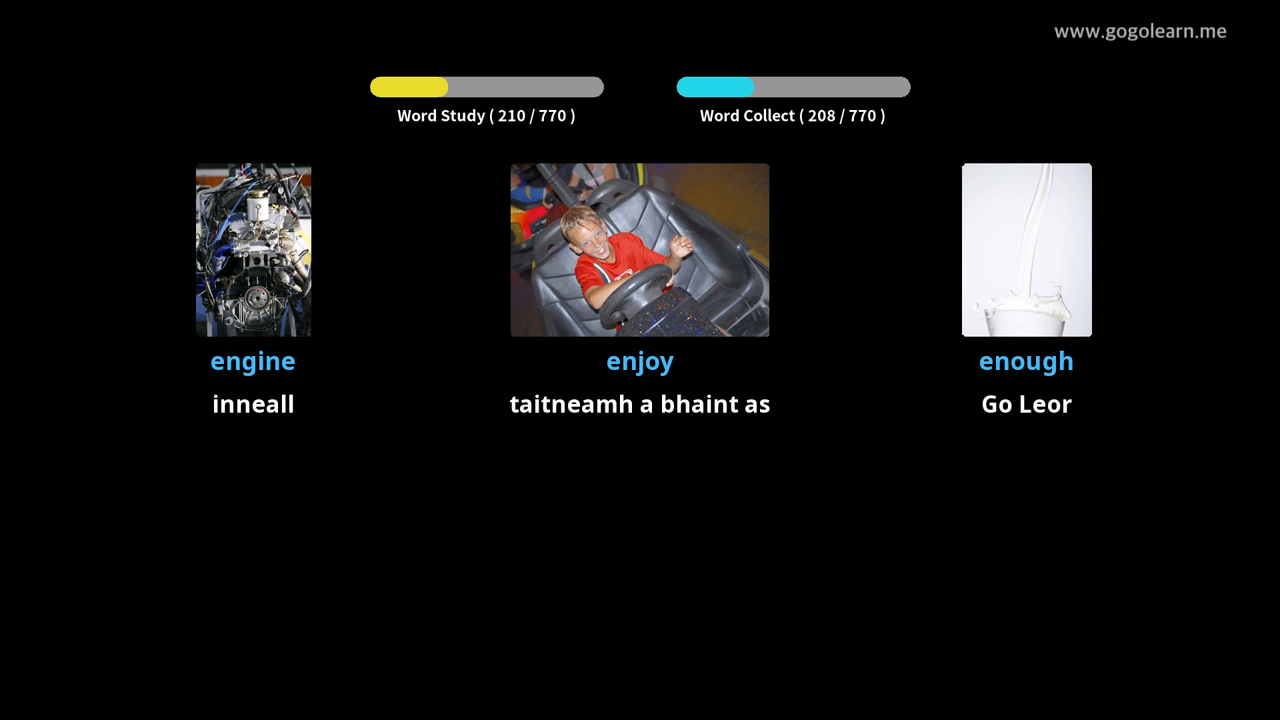 www.gogolearn.me
Word Study ( 210 / 770 )
Word Collect ( 208 / 770 )
engine
enjoy
enough
inneall
taitneamh a bhaint as
Go Leor